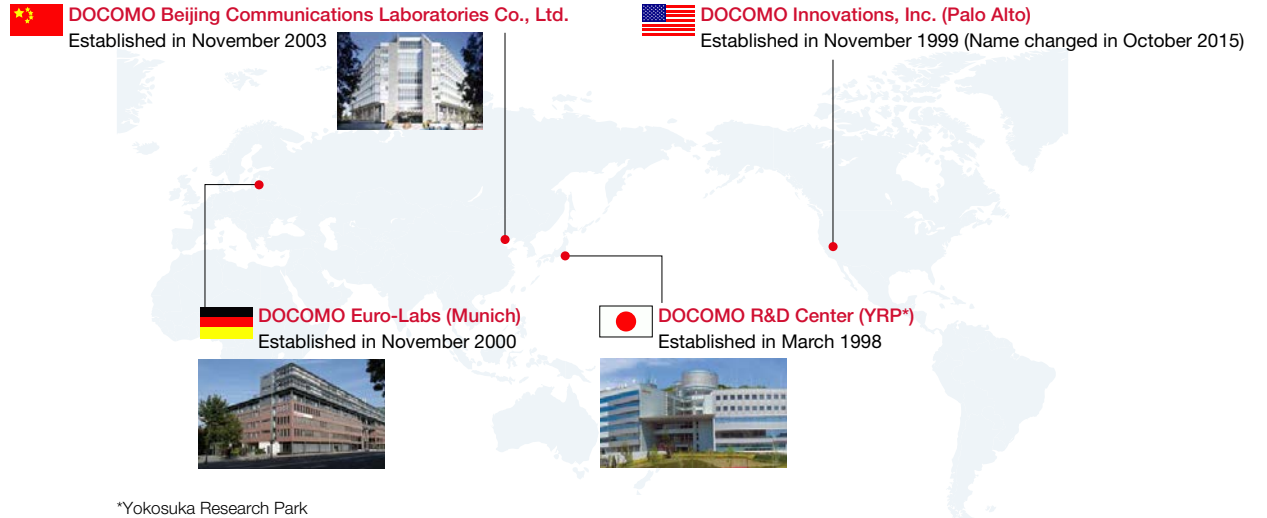 DOCOMO Beijing Communications Laboratories Co., Ltd.
Established in November 2003
DOCOMO Innovations, Inc. (Palo Alto)
Established in November 1999 (Name changed in October 2015)
DOCOMO Euro-Labs (Munich)
Established in November 2000
DOCOMO R&D Center (YRP*)
Established in March 1998
*Yokosuka Research Park